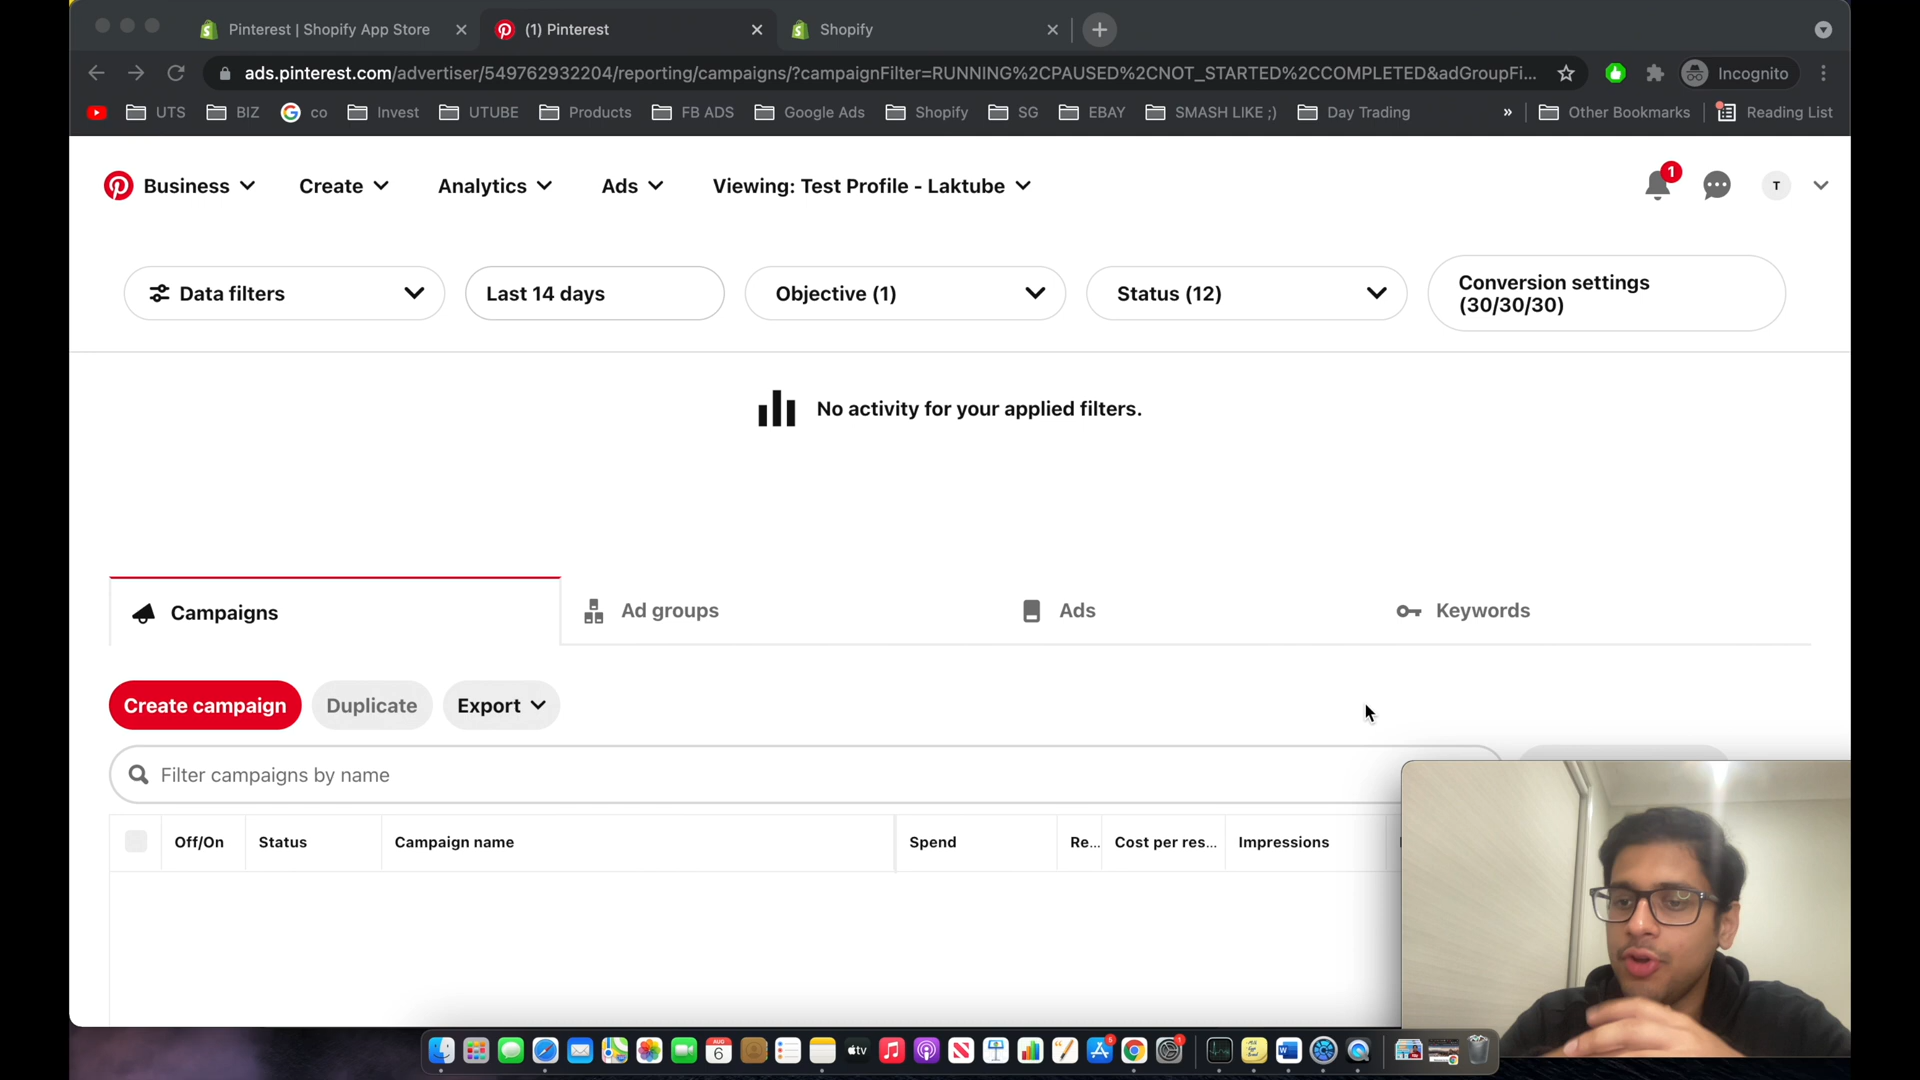 Pinterest | Shopify App Store
(1) Pinterest
Shopify
ads.pinterest.com/advertiser/549762932204/reporting/campaigns/?campaignFilter=RUNNING%2CPAUSED%2CNOT_STARTED%2CCOMPLETED&adGroupFi...
Incognito
UTS
BIZ
co
Invest
UTUBE
Products
FB ADS
Google Ads
Shopify
SG
EBAY
SMASH LIKE ;)
Day Trading
»
Other Bookmarks
Reading List
Business
Create
Analytics
Ads
Viewing: Test Profile - Laktube
1
T
Data filters
Last 14 days
Objective (1)
Status (12)
Conversion settings
(30/30/30)
No activity for your applied filters.
Campaigns
Ad groups
Ads
Keywords
Create campaign
Duplicate
Export
Filter campaigns by name
Off/On
Status
Campaign name
Spend
Re...
Cost per res...
Impressions
AUG
6
tv
5
1